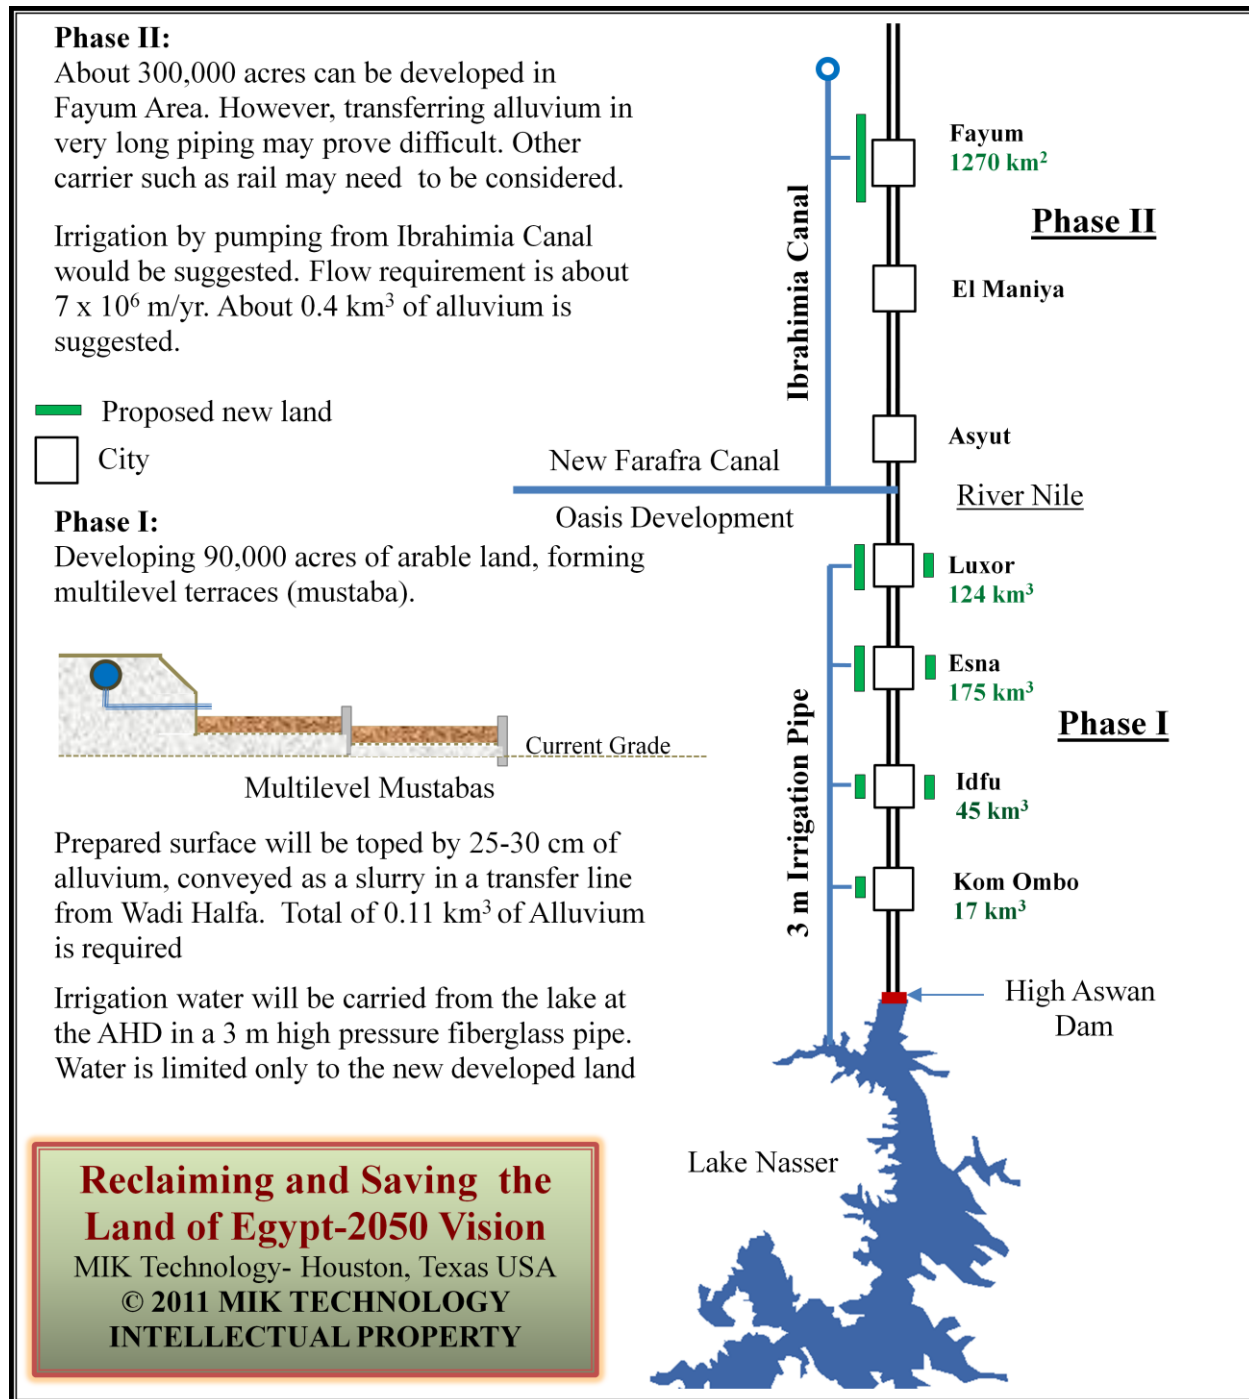 Phase II:
About 300,000 acres can be developed in
Fayum Area. However, transferring alluvium in
very long piping may prove difficult. Other
carrier such as rail may need to be considered.
Irrigation by pumping from Ibrahimia Canal
would be suggested. Flow requirement is about
7 x 10⁶ m/yr. About 0.4 km³ of alluvium is
suggested.
Proposed new land
City
Phase I:
Developing 90,000 acres of arable land, forming
multilevel terraces (mustaba).
Current Grade
Multilevel Mustabas
Prepared surface will be toped by 25-30 cm of
alluvium, conveyed as a slurry in a transfer line
from Wadi Halfa. Total of 0.11 km³ of Alluvium
is required
Irrigation water will be carried from the lake at
the AHD in a 3 m high pressure fiberglass pipe.
Water is limited only to the new developed land
Reclaiming and Saving the
Land of Egypt-2050 Vision
MIK Technology- Houston, Texas USA
© 2011 MIK TECHNOLOGY
INTELLECTUAL PROPERTY
Ibrahimia Canal
Fayum
1270 km²
Phase II
El Maniya
Asyut
New Farafra Canal
Oasis Development
River Nile
Luxor
124 km³
Esna
175 km³
Phase I
3 m Irrigation Pipe
Idfu
45 km³
Kom Ombo
17 km³
High Aswan
Dam
Lake Nasser